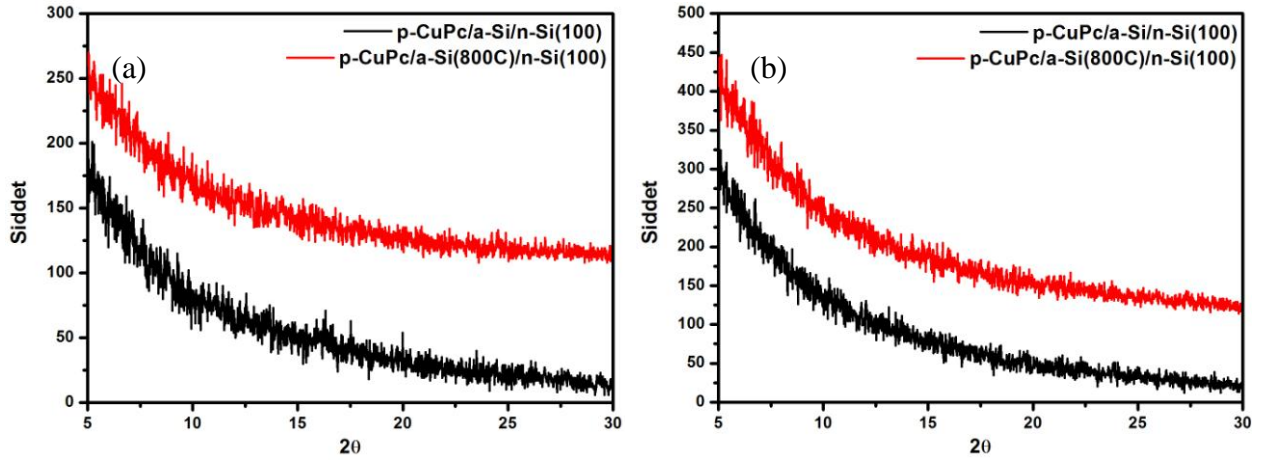 300
250
200
150
100
50
0
Siddet
(a)
p-CuPc/a-Si/n-Si(100)
p-CuPc/a-Si(800C)/n-Si(100)
5 10 15 20 25 30
2θ
500
450
400
350
300
250
200
150
100
50
0
Siddet
(b)
p-CuPc/a-Si/n-Si(100)
p-CuPc/a-Si(800C)/n-Si(100)
5 10 15 20 25 30
2θ